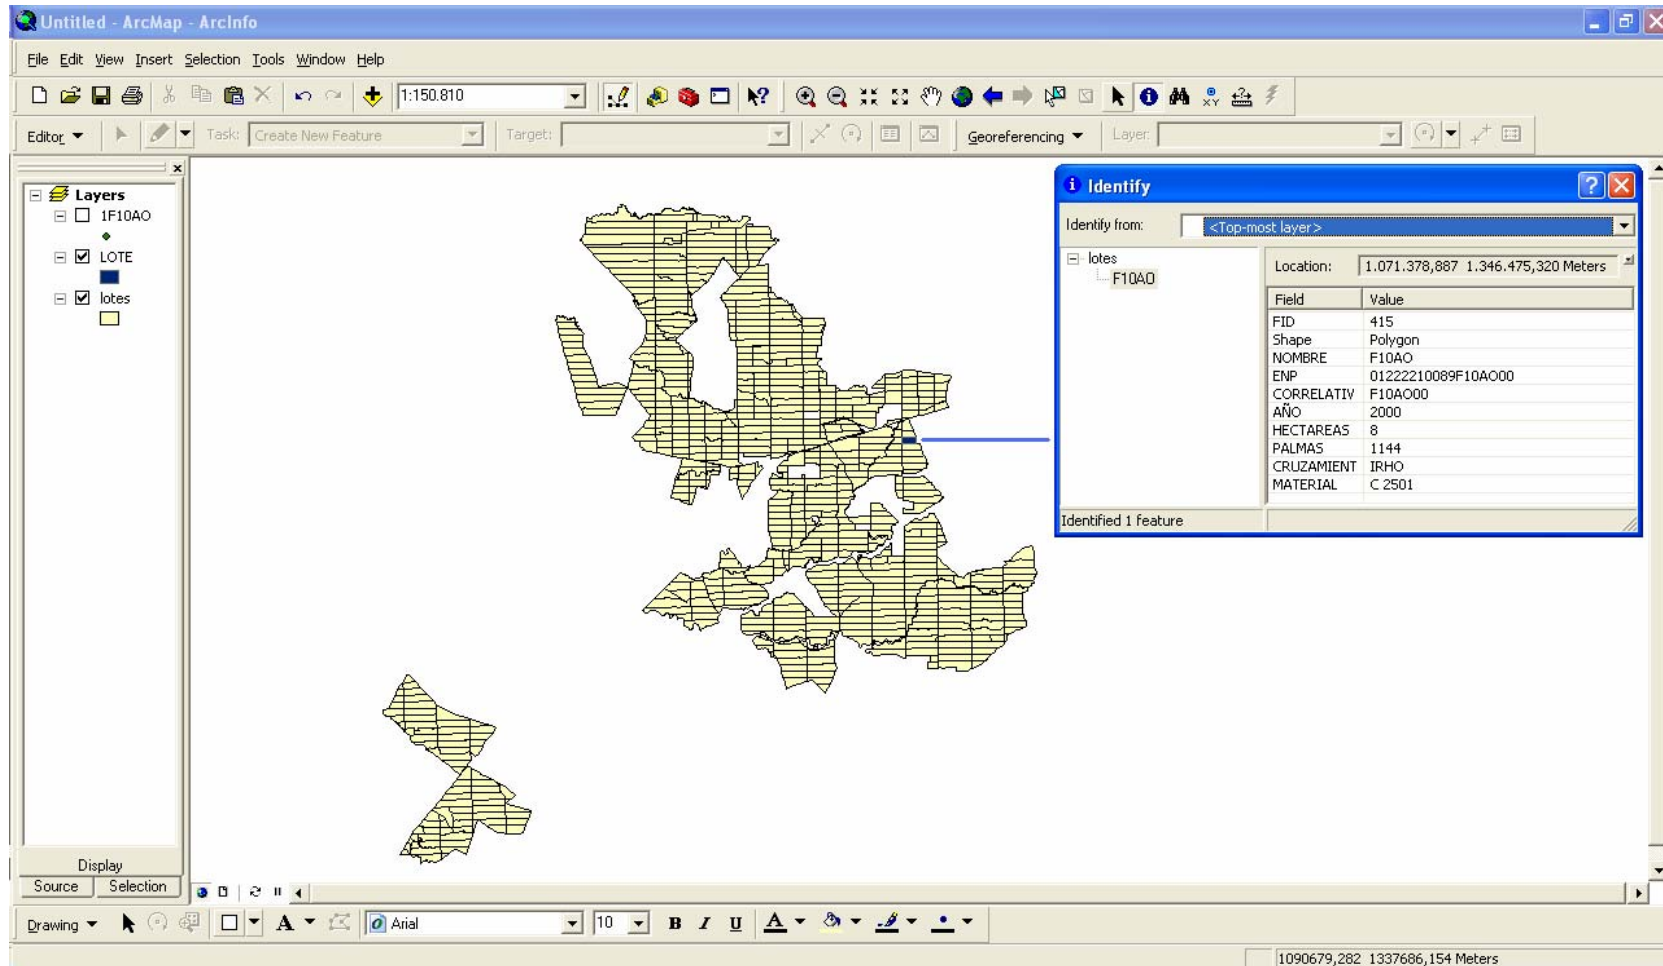 Untitled - ArcMap - ArcInfo
File Edit View Insert Selection Tools Window Help
1:150.810
Editor Task: Create New Feature Target: Georeferencing Layer:
Layers
1F10AO
LOTE
lotes
Display
Source Selection
Identify
Identify from: <Top-most layer>
lotes
F10AO
Location: 1.071.378,887 1.346.475,320 Meters
Field Value
FID 415
Shape Polygon
NOMBRE F10AO
ENP 01222210089F10AO00
CORRELATIV F10AO00
AÑO 2000
HECTAREAS 8
PALMAS 1144
CRUZAMIENT IRHO
MATERIAL C 2501
Identified 1 feature
Drawing A Arial 10 B I U A
1090679,282 1337686,154 Meters